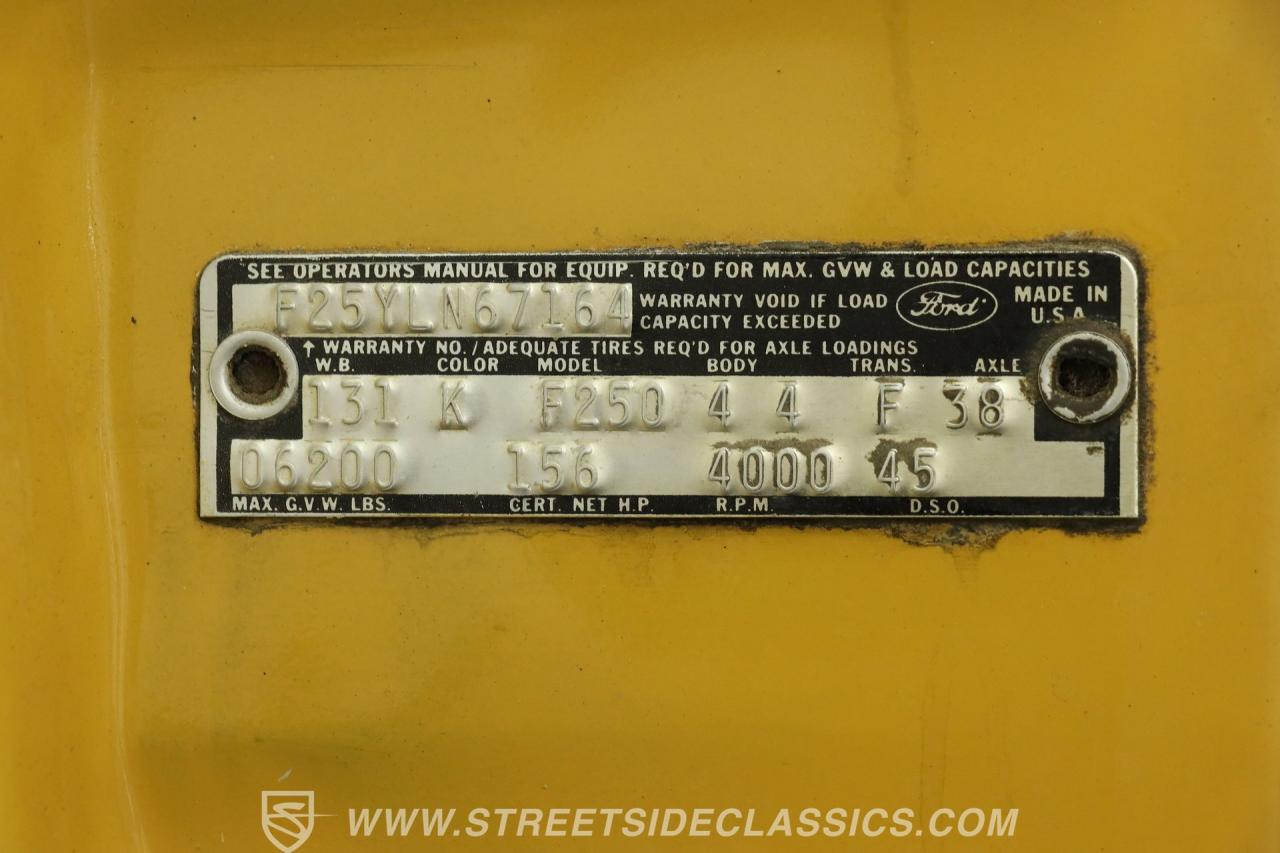 SEE OPERATORS MANUAL FOR EQUIP. REQ'D FOR MAX. GVW & LOAD CAPACITIES
F25YLN67164 WARRANTY VOID IF LOAD CAPACITY EXCEEDED Ford MADE IN U.S.A.
↑ WARRANTY NO./ADEQUATE TIRES REQ'D FOR AXLE LOADINGS
W.B. COLOR MODEL BODY TRANS. AXLE
131 K F250 4 4 F 38
06200 156 4000 45
MAX. G.V.W. LBS. CERT. NET H.P. R.P.M. D.S.O.
WWW.STREETSIDECLASSICS.COM